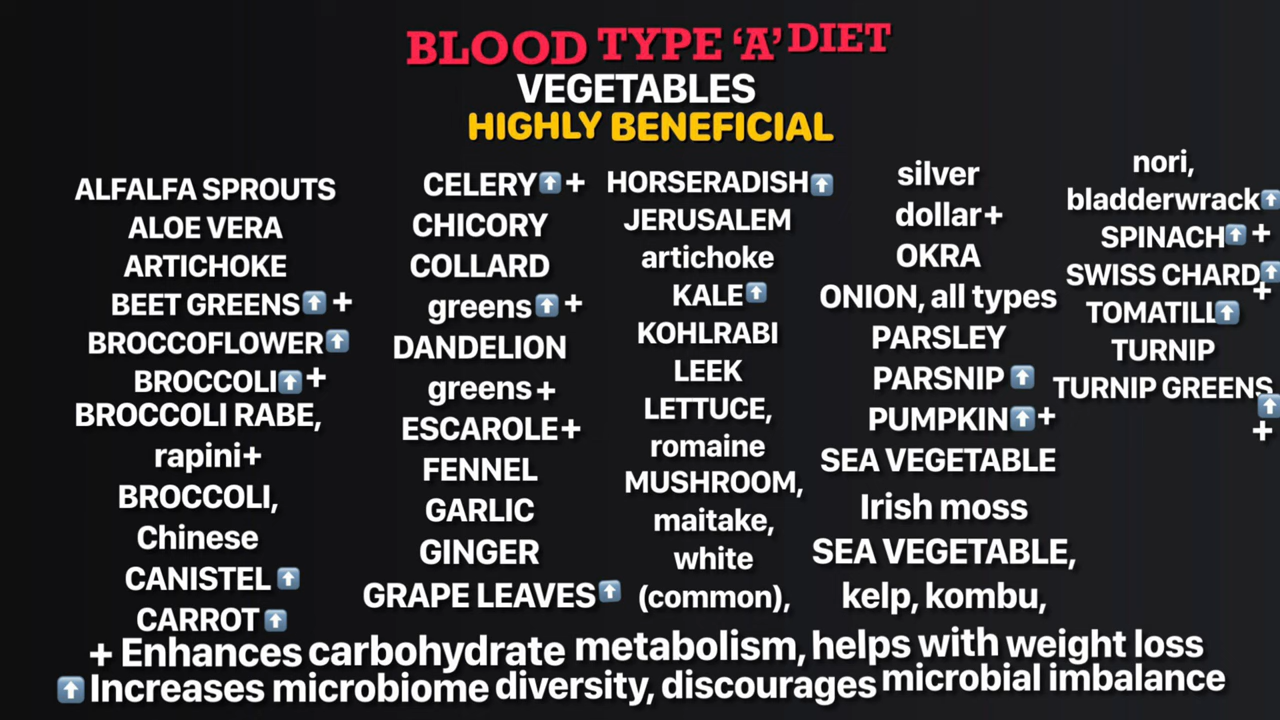 BLOOD TYPE ‘A’ DIET
VEGETABLES
HIGHLY BENEFICIAL
ALFALFA SPROUTS
ALOE VERA
ARTICHOKE
BEET GREENS⬆️ +
BROCCOFLOWER⬆️
BROCCOLI⬆️ +
BROCCOLI RABE,
rapini+
BROCCOLI,
Chinese
CANISTEL ⬆️
CARROT ⬆️
CELERY⬆️ +
CHICORY
COLLARD
greens⬆️ +
DANDELION
greens+
ESCAROLE+
FENNEL
GARLIC
GINGER
GRAPE LEAVES⬆️
HORSERADISH⬆️
JERUSALEM
artichoke
KALE⬆️
KOHLRABI
LEEK
LETTUCE,
romaine
MUSHROOM,
maitake,
white
(common),
silver
dollar+
OKRA
ONION, all types
PARSLEY
PARSNIP ⬆️
PUMPKIN⬆️+
SEA VEGETABLE
Irish moss
SEA VEGETABLE,
kelp, kombu,
nori,
bladderwrack⬆️
SPINACH⬆️ +
SWISS CHARD⬆️
+
TOMATILL⬆️
TURNIP
TURNIP GREENS
⬆️
+
+ Enhances carbohydrate metabolism, helps with weight loss
⬆️ Increases microbiome diversity, discourages microbial imbalance